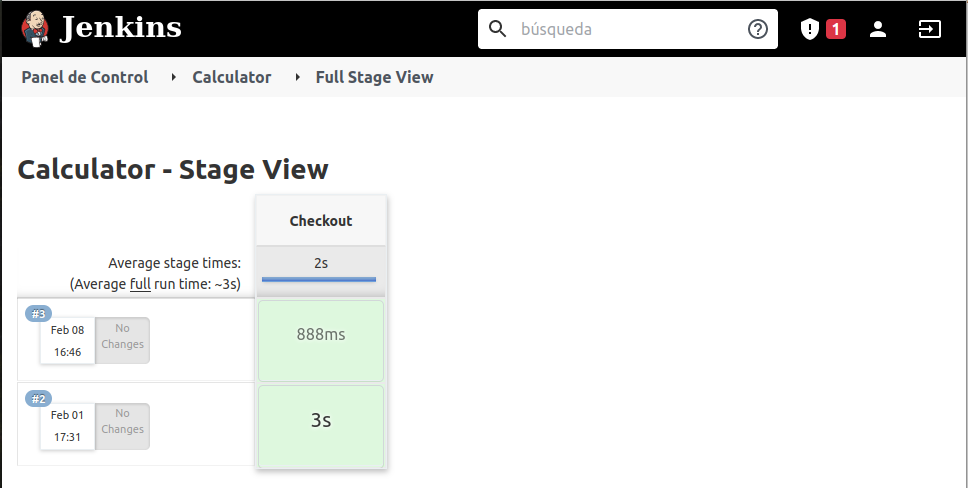 Jenkins
búsqueda
1
Panel de Control
Calculator
Full Stage View
Calculator - Stage View
Checkout
Average stage times:
(Average full run time: ~3s)
2s
#3
Feb 08
16:46
No
Changes
888ms
#2
Feb 01
17:31
No
Changes
3s